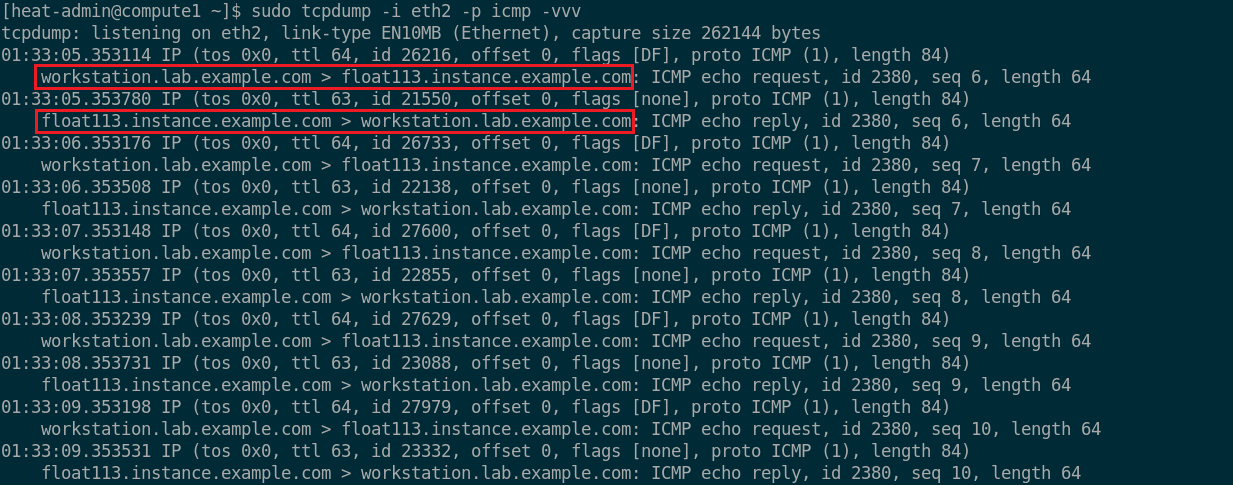 [heat-admin@compute1 ~]$ sudo tcpdump -i eth2 -p icmp -vvv
tcpdump: listening on eth2, link-type EN10MB (Ethernet), capture size 262144 bytes
01:33:05.353114 IP (tos 0x0, ttl 64, id 26216, offset 0, flags [DF], proto ICMP (1), length 84)
    workstation.lab.example.com > float113.instance.example.com: ICMP echo request, id 2380, seq 6, length 64
01:33:05.353780 IP (tos 0x0, ttl 63, id 21550, offset 0, flags [none], proto ICMP (1), length 84)
    float113.instance.example.com > workstation.lab.example.com: ICMP echo reply, id 2380, seq 6, length 64
01:33:06.353176 IP (tos 0x0, ttl 64, id 26733, offset 0, flags [DF], proto ICMP (1), length 84)
    workstation.lab.example.com > float113.instance.example.com: ICMP echo request, id 2380, seq 7, length 64
01:33:06.353508 IP (tos 0x0, ttl 63, id 22138, offset 0, flags [none], proto ICMP (1), length 84)
    float113.instance.example.com > workstation.lab.example.com: ICMP echo reply, id 2380, seq 7, length 64
01:33:07.353148 IP (tos 0x0, ttl 64, id 27600, offset 0, flags [DF], proto ICMP (1), length 84)
    workstation.lab.example.com > float113.instance.example.com: ICMP echo request, id 2380, seq 8, length 64
01:33:07.353557 IP (tos 0x0, ttl 63, id 22855, offset 0, flags [none], proto ICMP (1), length 84)
    float113.instance.example.com > workstation.lab.example.com: ICMP echo reply, id 2380, seq 8, length 64
01:33:08.353239 IP (tos 0x0, ttl 64, id 27629, offset 0, flags [DF], proto ICMP (1), length 84)
    workstation.lab.example.com > float113.instance.example.com: ICMP echo request, id 2380, seq 9, length 64
01:33:08.353731 IP (tos 0x0, ttl 63, id 23088, offset 0, flags [none], proto ICMP (1), length 84)
    float113.instance.example.com > workstation.lab.example.com: ICMP echo reply, id 2380, seq 9, length 64
01:33:09.353198 IP (tos 0x0, ttl 64, id 27979, offset 0, flags [DF], proto ICMP (1), length 84)
    workstation.lab.example.com > float113.instance.example.com: ICMP echo request, id 2380, seq 10, length 64
01:33:09.353531 IP (tos 0x0, ttl 63, id 23332, offset 0, flags [none], proto ICMP (1), length 84)
    float113.instance.example.com > workstation.lab.example.com: ICMP echo reply, id 2380, seq 10, length 64